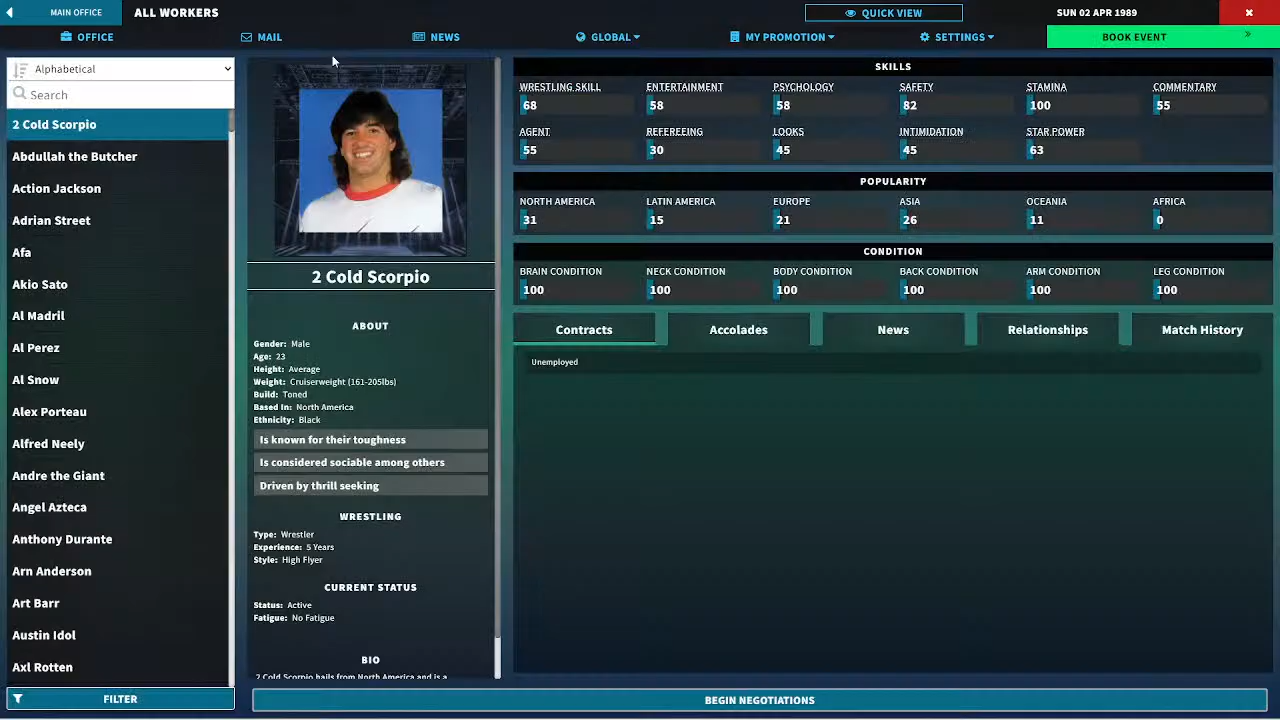 MAIN OFFICE
ALL WORKERS
QUICK VIEW
SUN 02 APR 1989
OFFICE
MAIL
NEWS
GLOBAL
MY PROMOTION
SETTINGS
BOOK EVENT
Alphabetical
Search
2 Cold Scorpio
Abdullah the Butcher
Action Jackson
Adrian Street
Afa
Akio Sato
Al Madril
Al Perez
Al Snow
Alex Porteau
Alfred Neely
Andre the Giant
Angel Azteca
Anthony Durante
Arn Anderson
Art Barr
Austin Idol
Axl Rotten
FILTER
2 Cold Scorpio
ABOUT
Gender: Male
Age: 23
Height: Average
Weight: Cruiserweight (161-205lbs)
Build: Toned
Based In: North America
Ethnicity: Black
Is known for their toughness
Is considered sociable among others
Driven by thrill seeking
WRESTLING
Type: Wrestler
Experience: 5 Years
Style: High Flyer
CURRENT STATUS
Status: Active
Fatigue: No Fatigue
BIO
2 Cold Scorpio hails from North America and is a
SKILLS
WRESTLING SKILL ENTERTAINMENT PSYCHOLOGY SAFETY STAMINA COMMENTARY
68 58 58 82 100 55
AGENT REFEREEING LOOKS INTIMIDATION STAR POWER
55 30 45 45 63
POPULARITY
NORTH AMERICA LATIN AMERICA EUROPE ASIA OCEANIA AFRICA
31 15 21 26 11 0
CONDITION
BRAIN CONDITION NECK CONDITION BODY CONDITION BACK CONDITION ARM CONDITION LEG CONDITION
100 100 100 100 100 100
Contracts Accolades News Relationships Match History
Unemployed
BEGIN NEGOTIATIONS